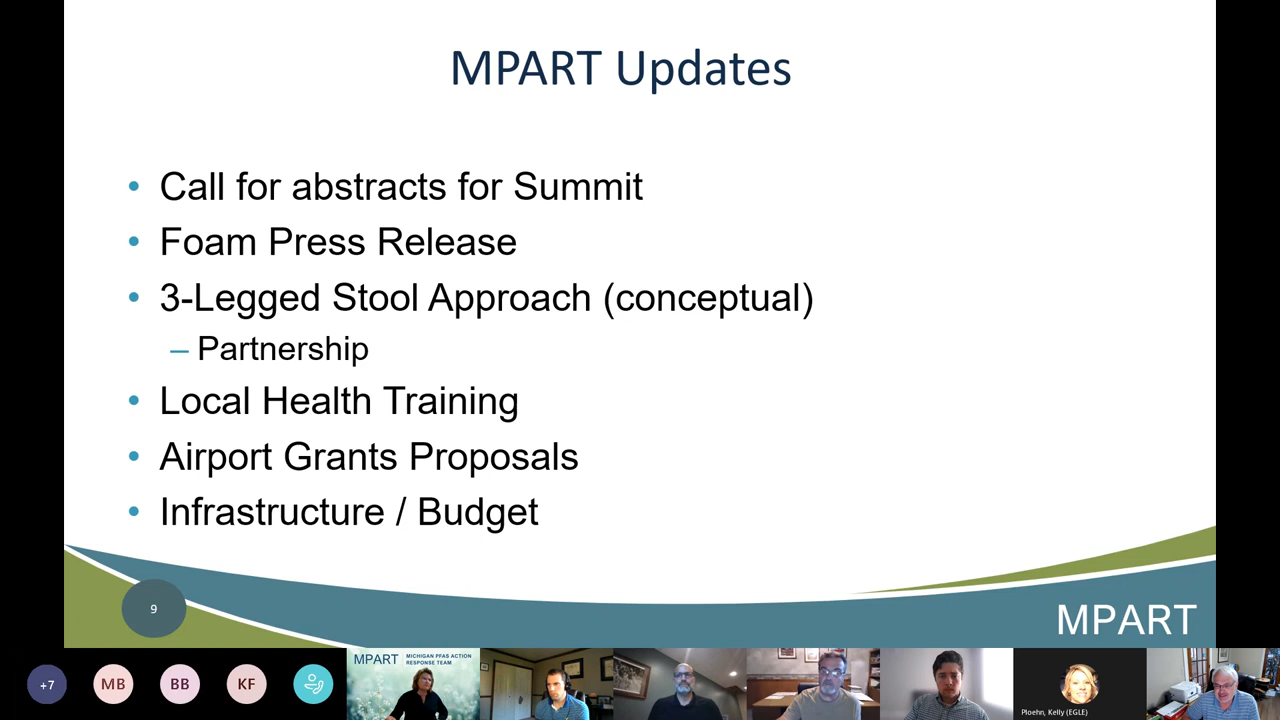 MPART Updates
• Call for abstracts for Summit
• Foam Press Release
• 3-Legged Stool Approach (conceptual)
– Partnership
• Local Health Training
• Airport Grants Proposals
• Infrastructure / Budget
9
MPART
+7
MB
BB
KF
MPART
MICHIGAN PFAS ACTION
RESPONSE TEAM
Ploehn, Kelly (EGLE)